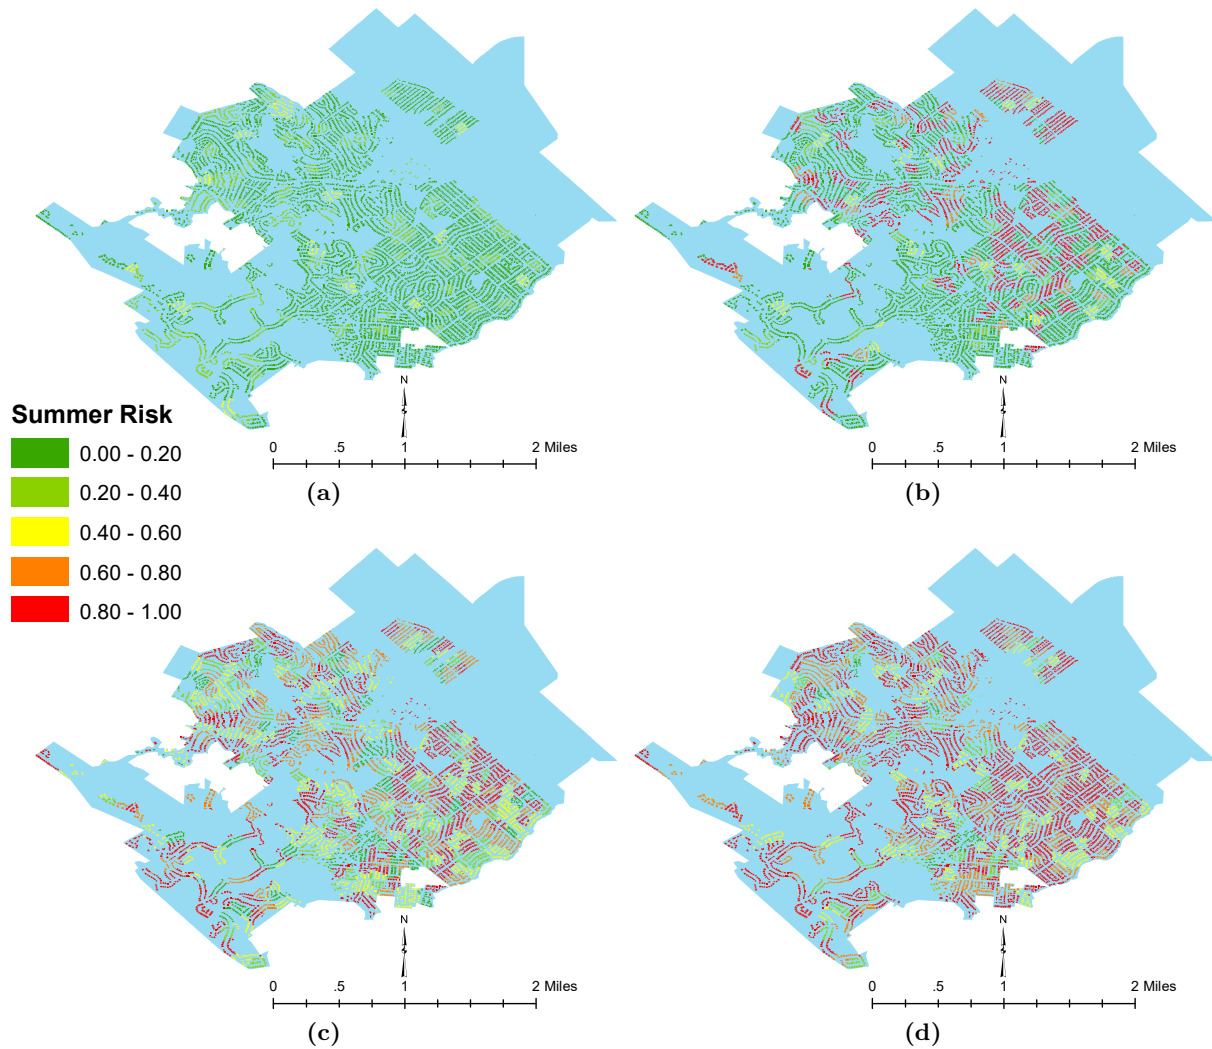 N
0 .5 1 2 Miles
(a)
N
0 .5 1 2 Miles
(b)
Summer Risk
0.00 - 0.20
0.20 - 0.40
0.40 - 0.60
0.60 - 0.80
0.80 - 1.00
N
0 .5 1 2 Miles
(c)
N
0 .5 1 2 Miles
(d)